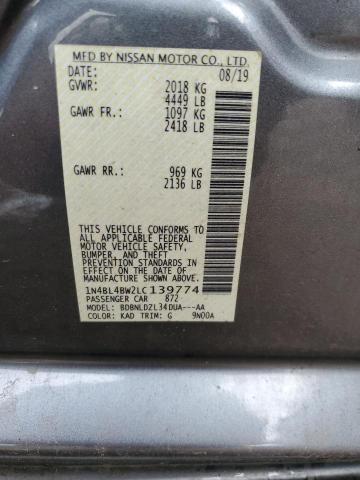 MFD BY NISSAN MOTOR CO., LTD.
DATE: 08/19
GVWR: 2018 KG
4449 LB
GAWR FR.: 1097 KG
2418 LB
GAWR RR.: 969 KG
2136 LB
THIS VEHICLE CONFORMS TO
ALL APPLICABLE FEDERAL
MOTOR VEHICLE SAFETY,
BUMPER, AND THEFT
PREVENTION STANDARDS IN
EFFECT ON THE DATE OF
MANUFACTURE SHOWN ABOVE.
1N4BL4BW2LC139774
PASSENGER CAR 872
MODEL: BDBNLDZL34DUA---AA
COLOR: KAD TRIM: G 9N00A